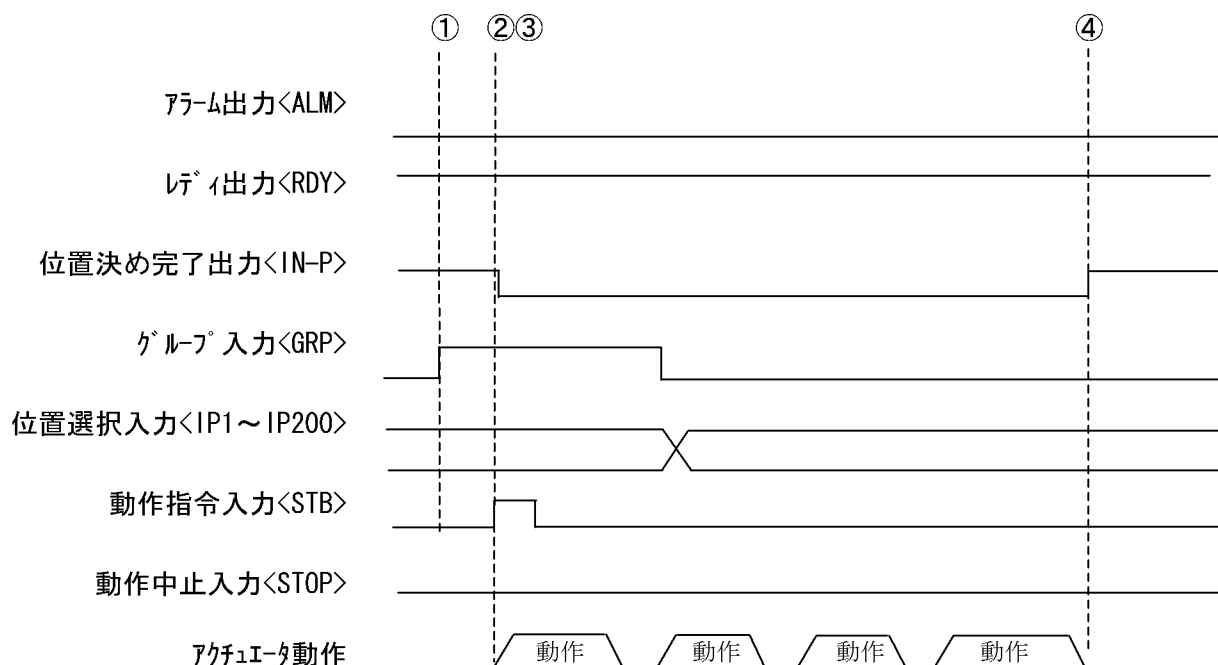 ① ②③ ④
ｱﾗｰﾑ出力<ALM>
ﾚﾃﾞｨ出力<RDY>
位置決め完了出力<IN-P>
ｸﾞﾙｰﾌﾟ入力<GRP>
位置選択入力<IP1～IP200>
動作指令入力<STB>
動作中止入力<STOP>
ｱｸﾁｭｴｰﾀ動作 動作 動作 動作 動作